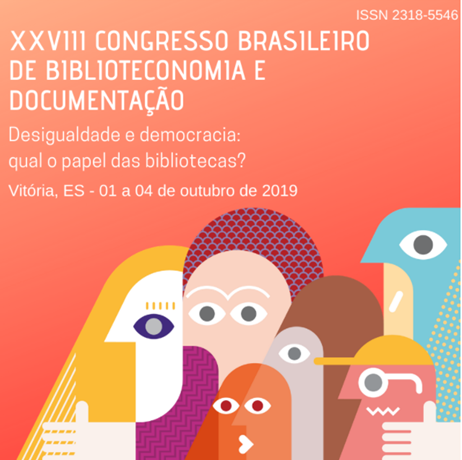 ISSN 2318-5546
XXVIII CONGRESSO BRASILEIRO
DE BIBLIOTECONOMIA E
DOCUMENTAÇÃO
Desigualdade e democracia:
qual o papel das bibliotecas?
Vitória, ES - 01 a 04 de outubro de 2019